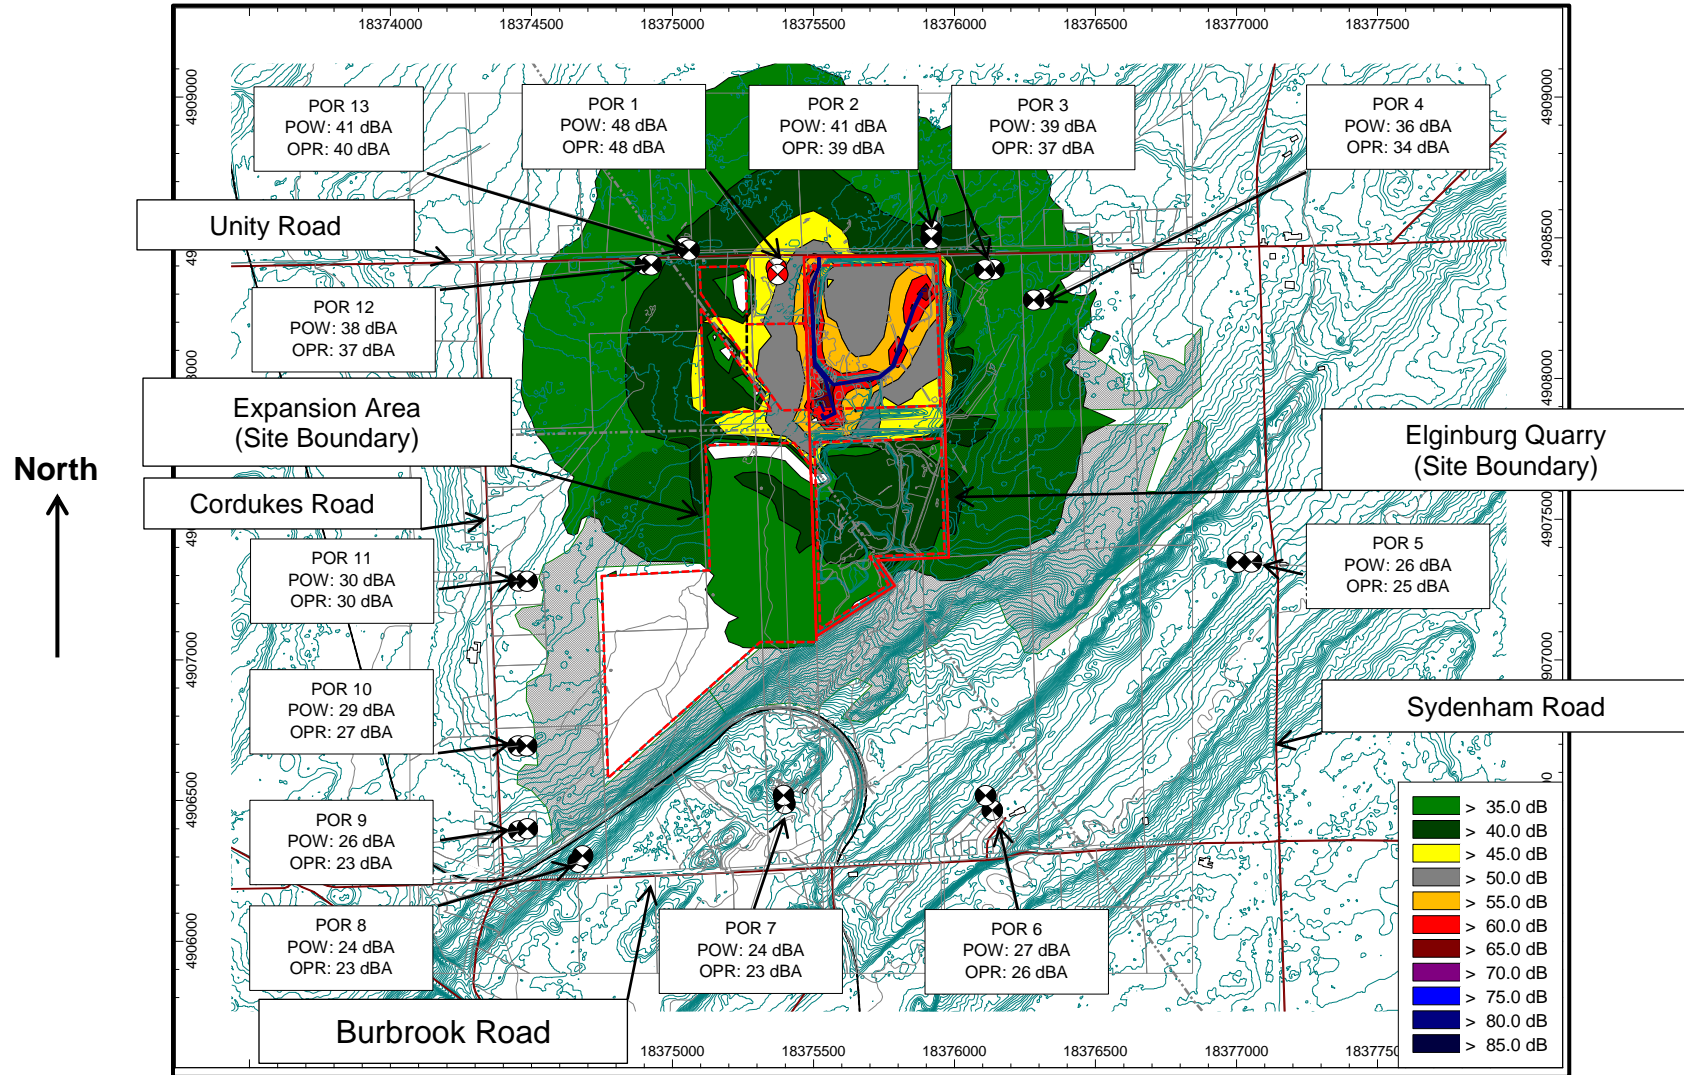 18374000 18374500 18375000 18375500 18376000 18376500 18377000 18377500
4909000
4909000
POR 13
POW: 41 dBA
OPR: 40 dBA
POR 1
POW: 48 dBA
OPR: 48 dBA
POR 2
POW: 41 dBA
OPR: 39 dBA
POR 3
POW: 39 dBA
OPR: 37 dBA
POR 4
POW: 36 dBA
OPR: 34 dBA
Unity Road
4908500
POR 12
POW: 38 dBA
OPR: 37 dBA
4908000
Expansion Area
(Site Boundary)
Elginburg Quarry
(Site Boundary)
North
Cordukes Road
4907500
POR 11
POW: 30 dBA
OPR: 30 dBA
POR 5
POW: 26 dBA
OPR: 25 dBA
4907000
4907000
POR 10
POW: 29 dBA
OPR: 27 dBA
Sydenham Road
4906500
POR 9
POW: 26 dBA
OPR: 23 dBA
POR 8
POW: 24 dBA
OPR: 23 dBA
POR 7
POW: 24 dBA
OPR: 23 dBA
POR 6
POW: 27 dBA
OPR: 26 dBA
4906000
Burbrook Road
> 35.0 dB
> 40.0 dB
> 45.0 dB
> 50.0 dB
> 55.0 dB
> 60.0 dB
> 65.0 dB
> 70.0 dB
> 75.0 dB
> 80.0 dB
> 85.0 dB
18375000 18375500 18376000 18376500 18377000